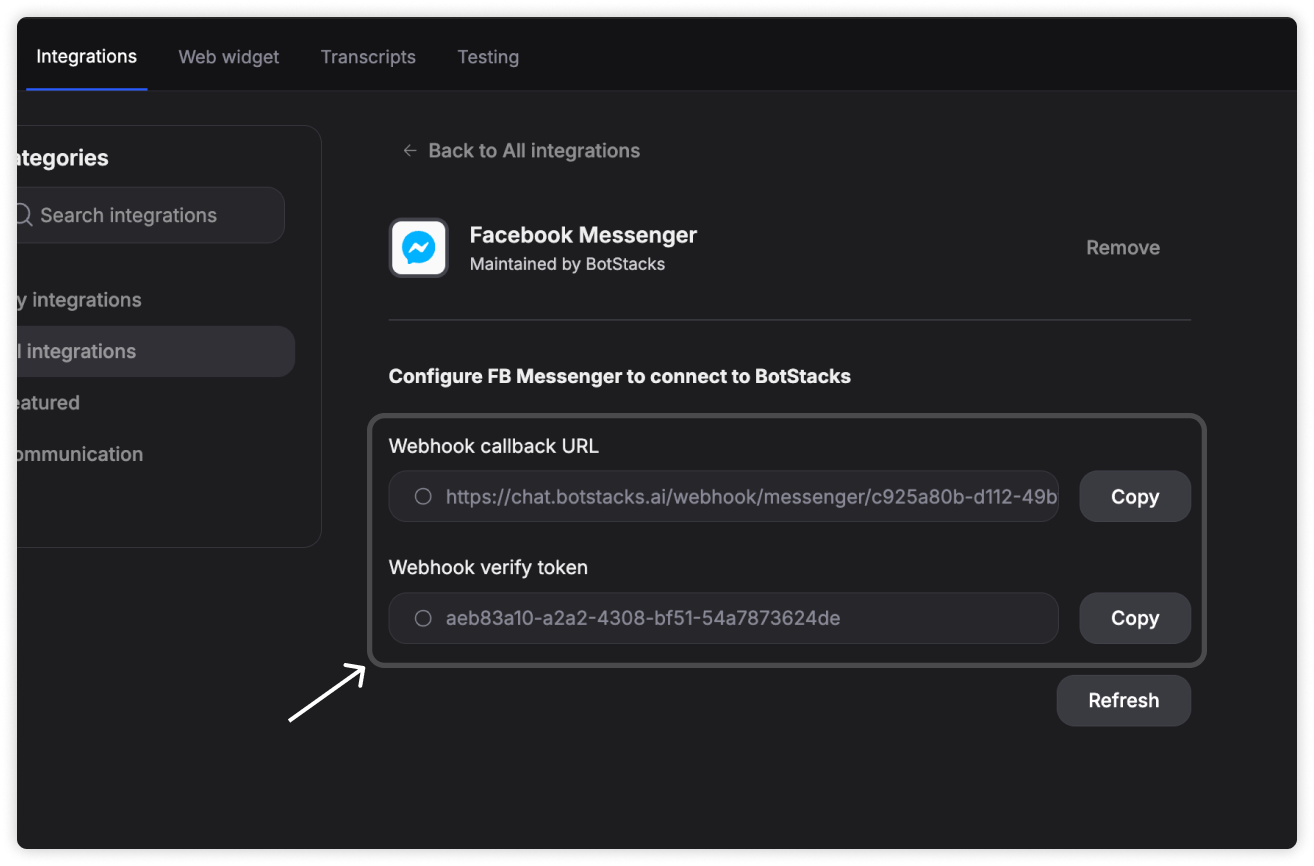 Integrations Web widget Transcripts Testing
ategories
Search integrations
y integrations
l integrations
eatured
ommunication
Back to All integrations
Facebook Messenger
Maintained by BotStacks
Remove
Configure FB Messenger to connect to BotStacks
Webhook callback URL
https://chat.botstacks.ai/webhook/messenger/c925a80b-d112-49b
Copy
Webhook verify token
aeb83a10-a2a2-4308-bf51-54a7873624de
Copy
Refresh